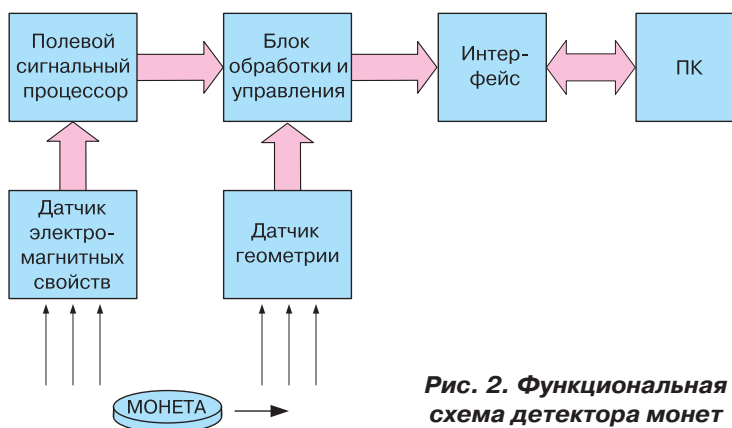 Полевой
сигнальный
процессор
Блок
обработки и
управления
Интер-
фейс
ПК
Датчик
электро-
магнитных
свойств
Датчик
геометрии
МОНЕТА
Рис. 2. Функциональная
схема детектора монет